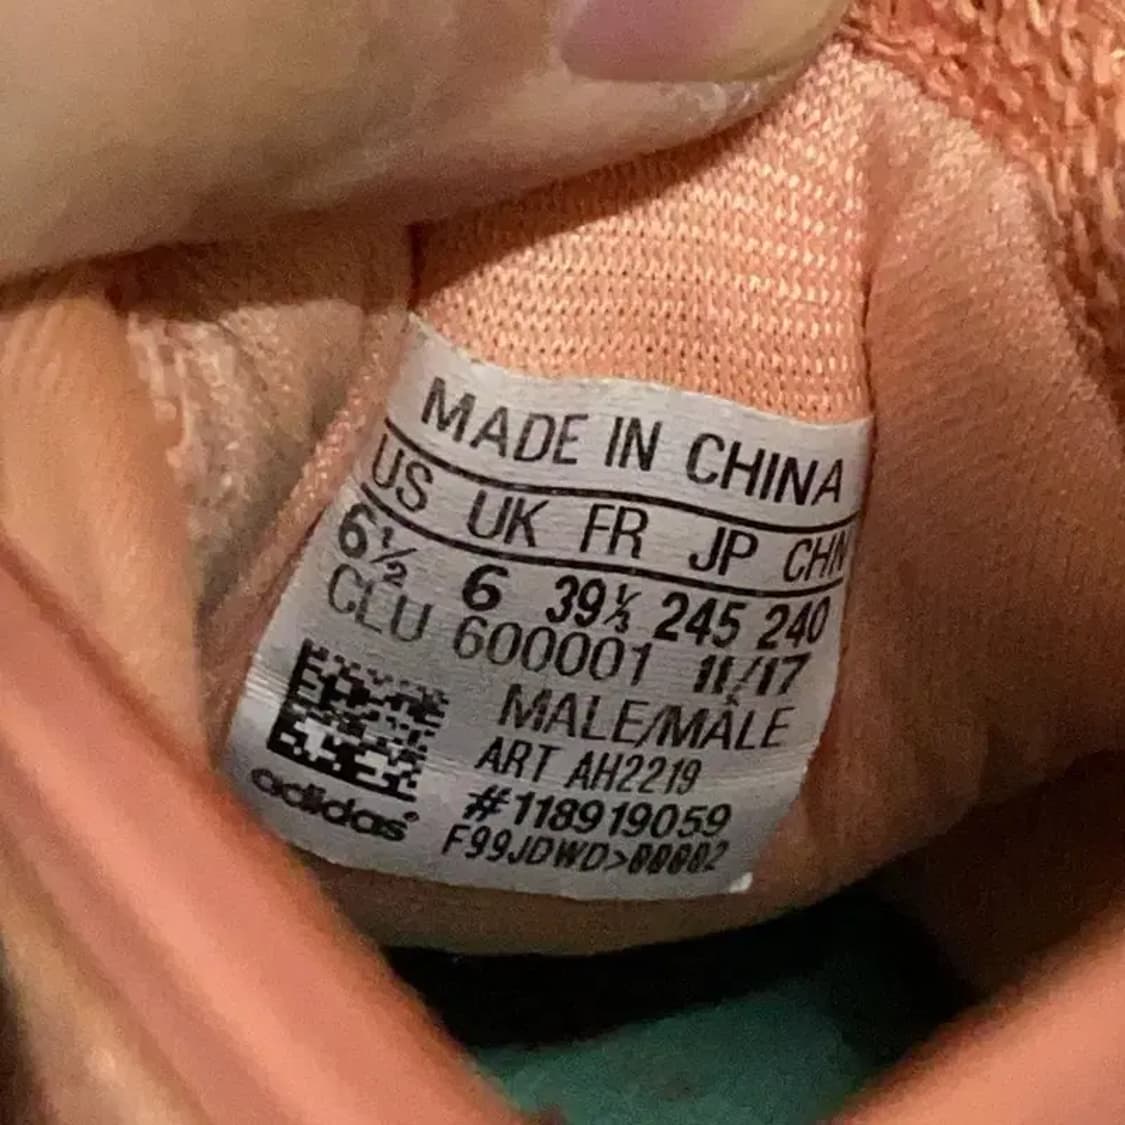 MADE IN CHINA
US UK FR JP CHN
6½ 6 39⅓ 245 240
CLU 600001 11/17
MALE/MÂLE
ART AH2219
#118919059
F99JDWD>00002
adidas